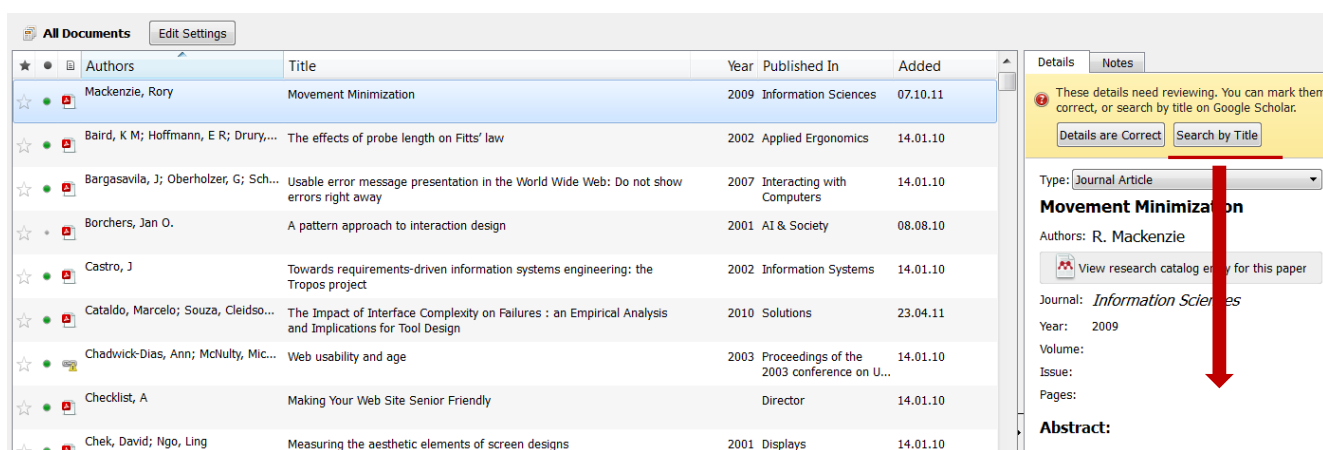 All Documents Edit Settings
Authors Title Year Published In Added
Mackenzie, Rory Movement Minimization 2009 Information Sciences 07.10.11
Baird, K M; Hoffmann, E R; Drury,... The effects of probe length on Fitts’ law 2002 Applied Ergonomics 14.01.10
Bargasavila, J; Oberholzer, G; Sch... Usable error message presentation in the World Wide Web: Do not show 2007 Interacting with 14.01.10
errors right away Computers
Borchers, Jan O. A pattern approach to interaction design 2001 AI & Society 08.08.10
Castro, J Towards requirements-driven information systems engineering: the 2002 Information Systems 14.01.10
Tropos project
Cataldo, Marcelo; Souza, Cleidso... The Impact of Interface Complexity on Failures : an Empirical Analysis 2010 Solutions 23.04.11
and Implications for Tool Design
Chadwick-Dias, Ann; McNulty, Mic... Web usability and age 2003 Proceedings of the 14.01.10
2003 conference on U...
Checklist, A Making Your Web Site Senior Friendly Director 14.01.10
Chek, David; Ngo, Ling Measuring the aesthetic elements of screen designs 2001 Displays 14.01.10
Details Notes
These details need reviewing. You can mark them
correct, or search by title on Google Scholar.
Details are Correct Search by Title
Type: Journal Article
Movement Minimization
Authors: R. Mackenzie
View research catalog entry for this paper
Journal: Information Sciences
Year: 2009
Volume:
Issue:
Pages:
Abstract: